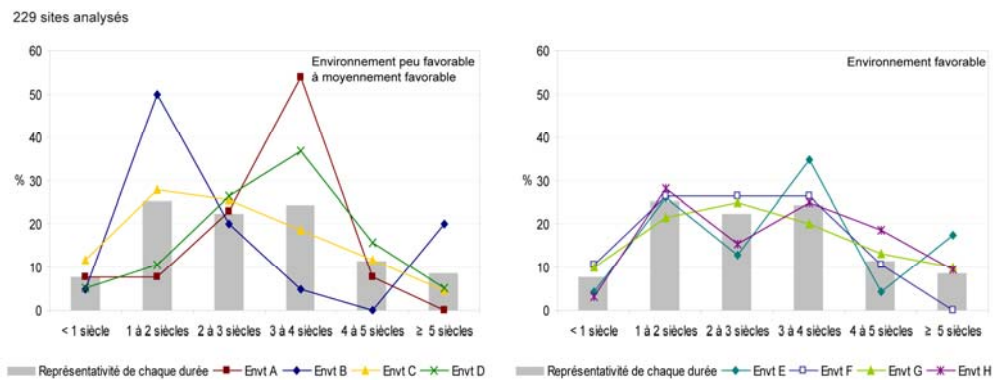 229 sites analysés
60
50
40
30
20
10
0
%
Environnement peu favorable
à moyennement favorable
< 1 siècle 1 à 2 siècles 2 à 3 siècles 3 à 4 siècles 4 à 5 siècles ≥ 5 siècles
Représentativité de chaque durée Envt A Envt B Envt C Envt D
60
50
40
30
20
10
0
%
Environnement favorable
< 1 siècle 1 à 2 siècles 2 à 3 siècles 3 à 4 siècles 4 à 5 siècles ≥ 5 siècles
Représentativité de chaque durée Envt E Envt F Envt G Envt H